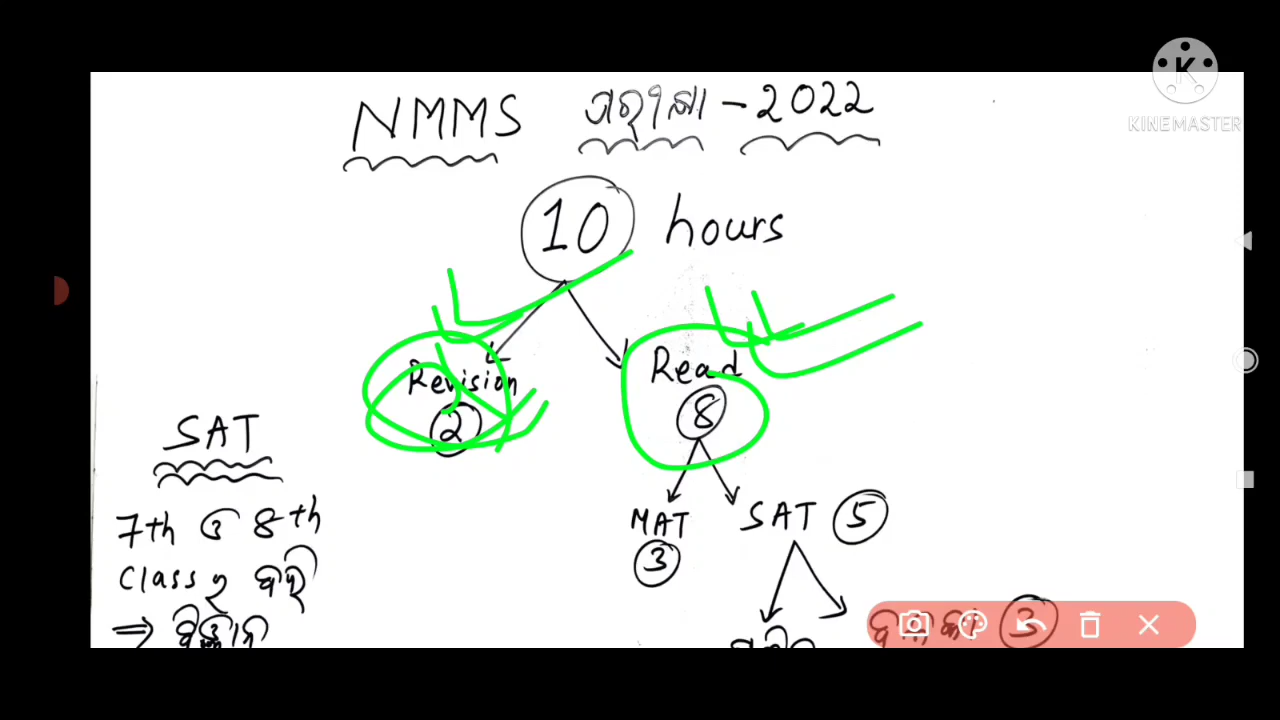 KINEMASTER
NMMS ପରୀକ୍ଷା - 2022
10 hours
Revision
2
Read
8
MAT
3
SAT 5
3
SAT
7th ଓ 8th
Class ର ବହି
⇒ ବିଜ୍ଞାନ